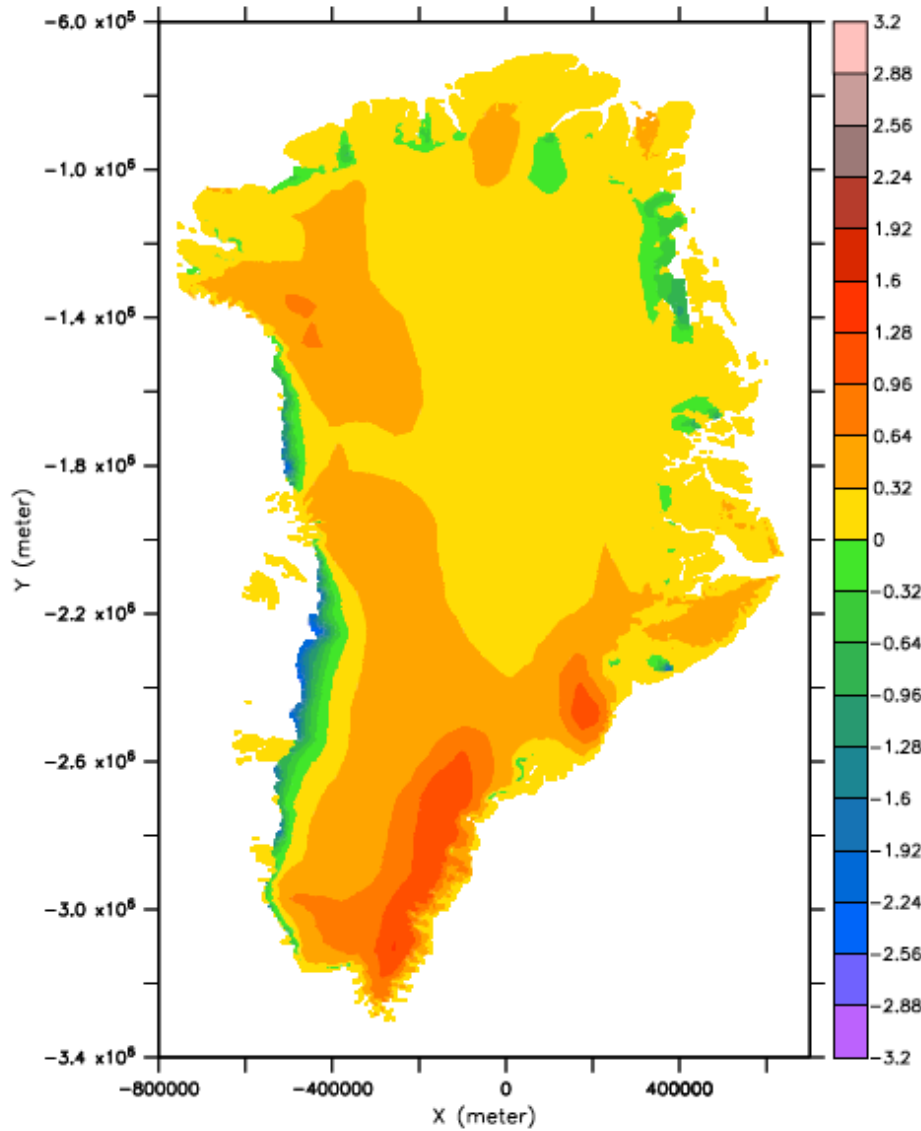 −6.0 x10⁵
−1.0 x10⁶
−1.4 x10⁶
−1.8 x10⁶
−2.2 x10⁶
−2.6 x10⁶
−3.0 x10⁶
−3.4 x10⁶
Y (meter)
−800000
−400000
0
400000
X (meter)
3.2
2.88
2.56
2.24
1.92
1.6
1.28
0.96
0.64
0.32
0
−0.32
−0.64
−0.96
−1.28
−1.6
−1.92
−2.24
−2.56
−2.88
−3.2